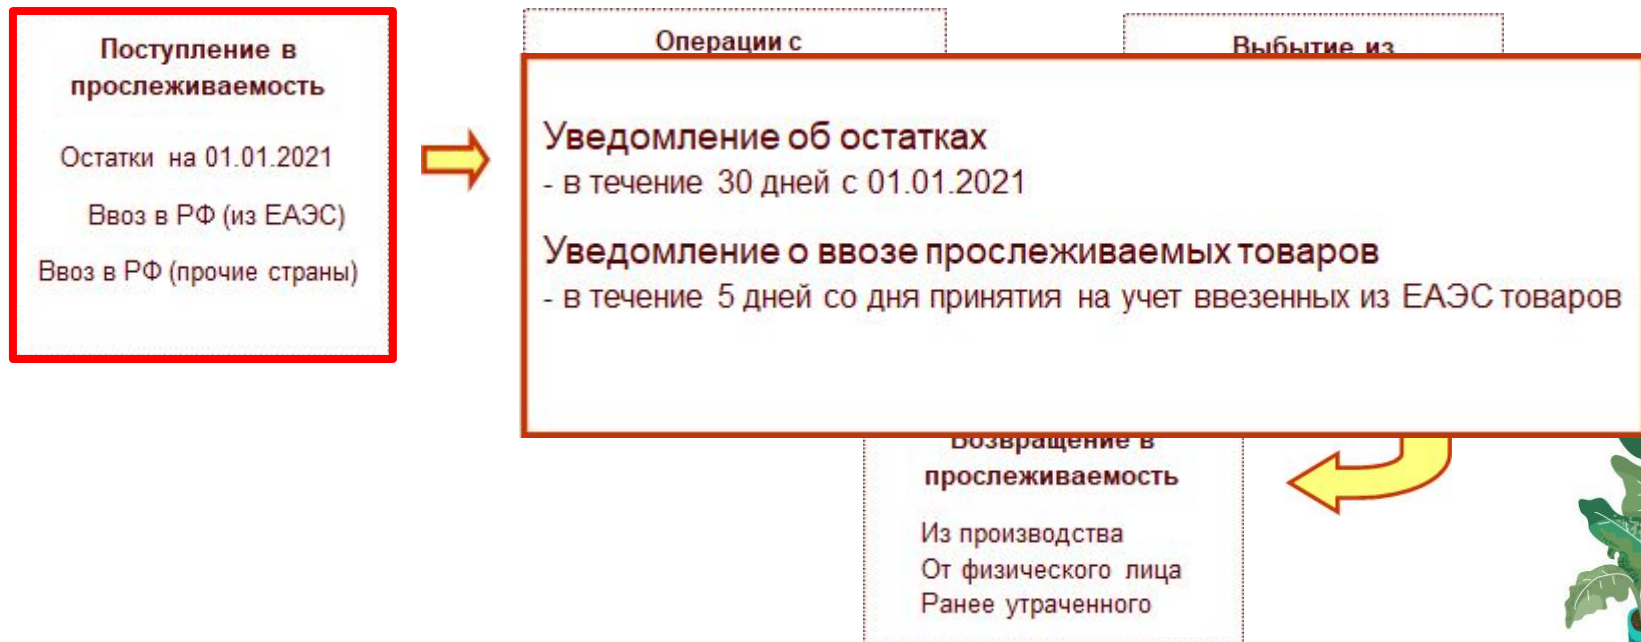 Поступление в
прослеживаемость
Остатки на 01.01.2021
Ввоз в РФ (из ЕАЭС)
Ввоз в РФ (прочие страны)
Операции с
Выбытие из
Уведомление об остатках
- в течение 30 дней с 01.01.2021
Уведомление о ввозе прослеживаемых товаров
- в течение 5 дней со дня принятия на учет ввезенных из ЕАЭС товаров
Возвращение в
прослеживаемость
Из производства
От физического лица
Ранее утраченного